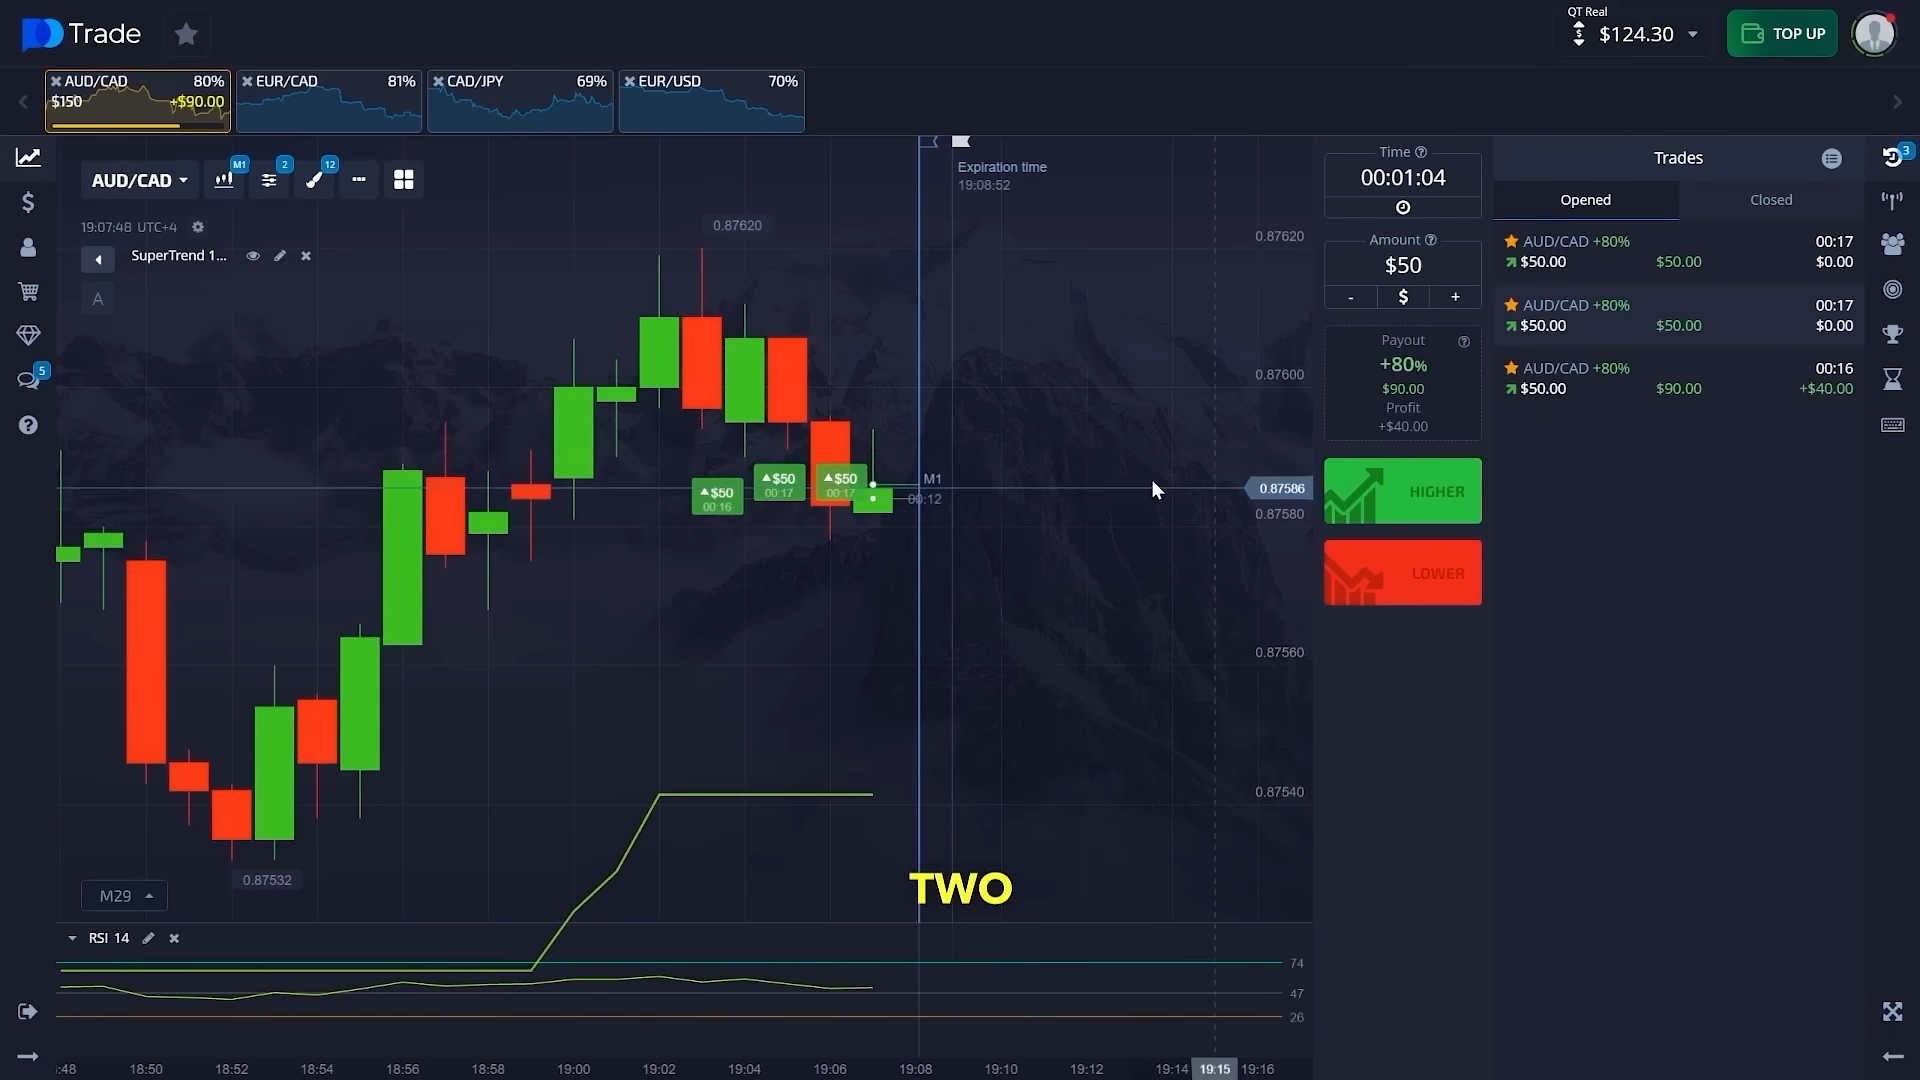 Trade
QT Real
$124.30
TOP UP
AUD/CAD 80%
$150 +$90.00
EUR/CAD 81%
CAD/JPY 69%
EUR/USD 70%
AUD/CAD
M1
2
12
19:07:48 UTC+4
SuperTrend 1...
A
Expiration time
19:08:52
0.87620
0.87620
0.87600
0.87586
0.87580
0.87560
0.87540
0.87532
$50
00:16
$50
00:17
$50
00:17
M1
00:12
M29
TWO
RSI 14
74
47
26
:48 18:50 18:52 18:54 18:56 18:58 19:00 19:02 19:04 19:06 19:08 19:10 19:12 19:14 19:15 19:16
Time
00:01:04
Amount
$50
- $ +
Payout
+80%
$90.00
Profit
+$40.00
HIGHER
LOWER
Trades
Opened Closed
AUD/CAD +80% 00:17
$50.00 $50.00 $0.00
AUD/CAD +80% 00:17
$50.00 $50.00 $0.00
AUD/CAD +80% 00:16
$50.00 $90.00 +$40.00
5
3